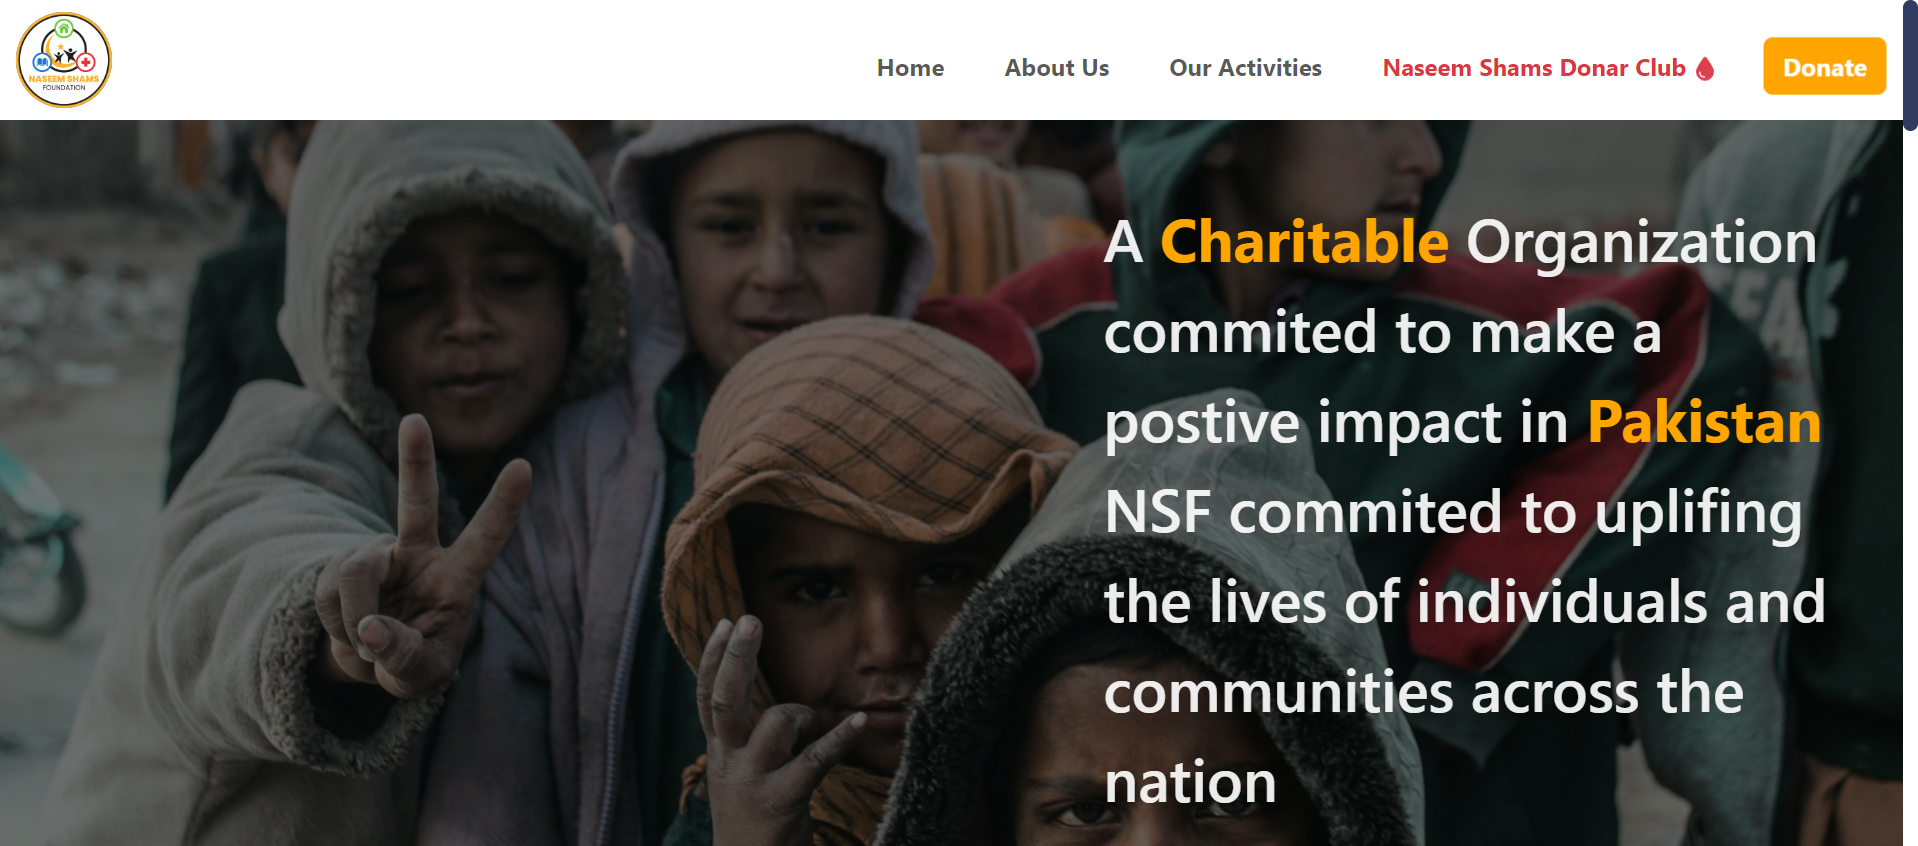 NASEEM SHAMS
FOUNDATION
Home About Us Our Activities Naseem Shams Donar Club Donate
A Charitable Organization
commited to make a
postive impact in Pakistan
NSF commited to uplifing
the lives of individuals and
communities across the
nation